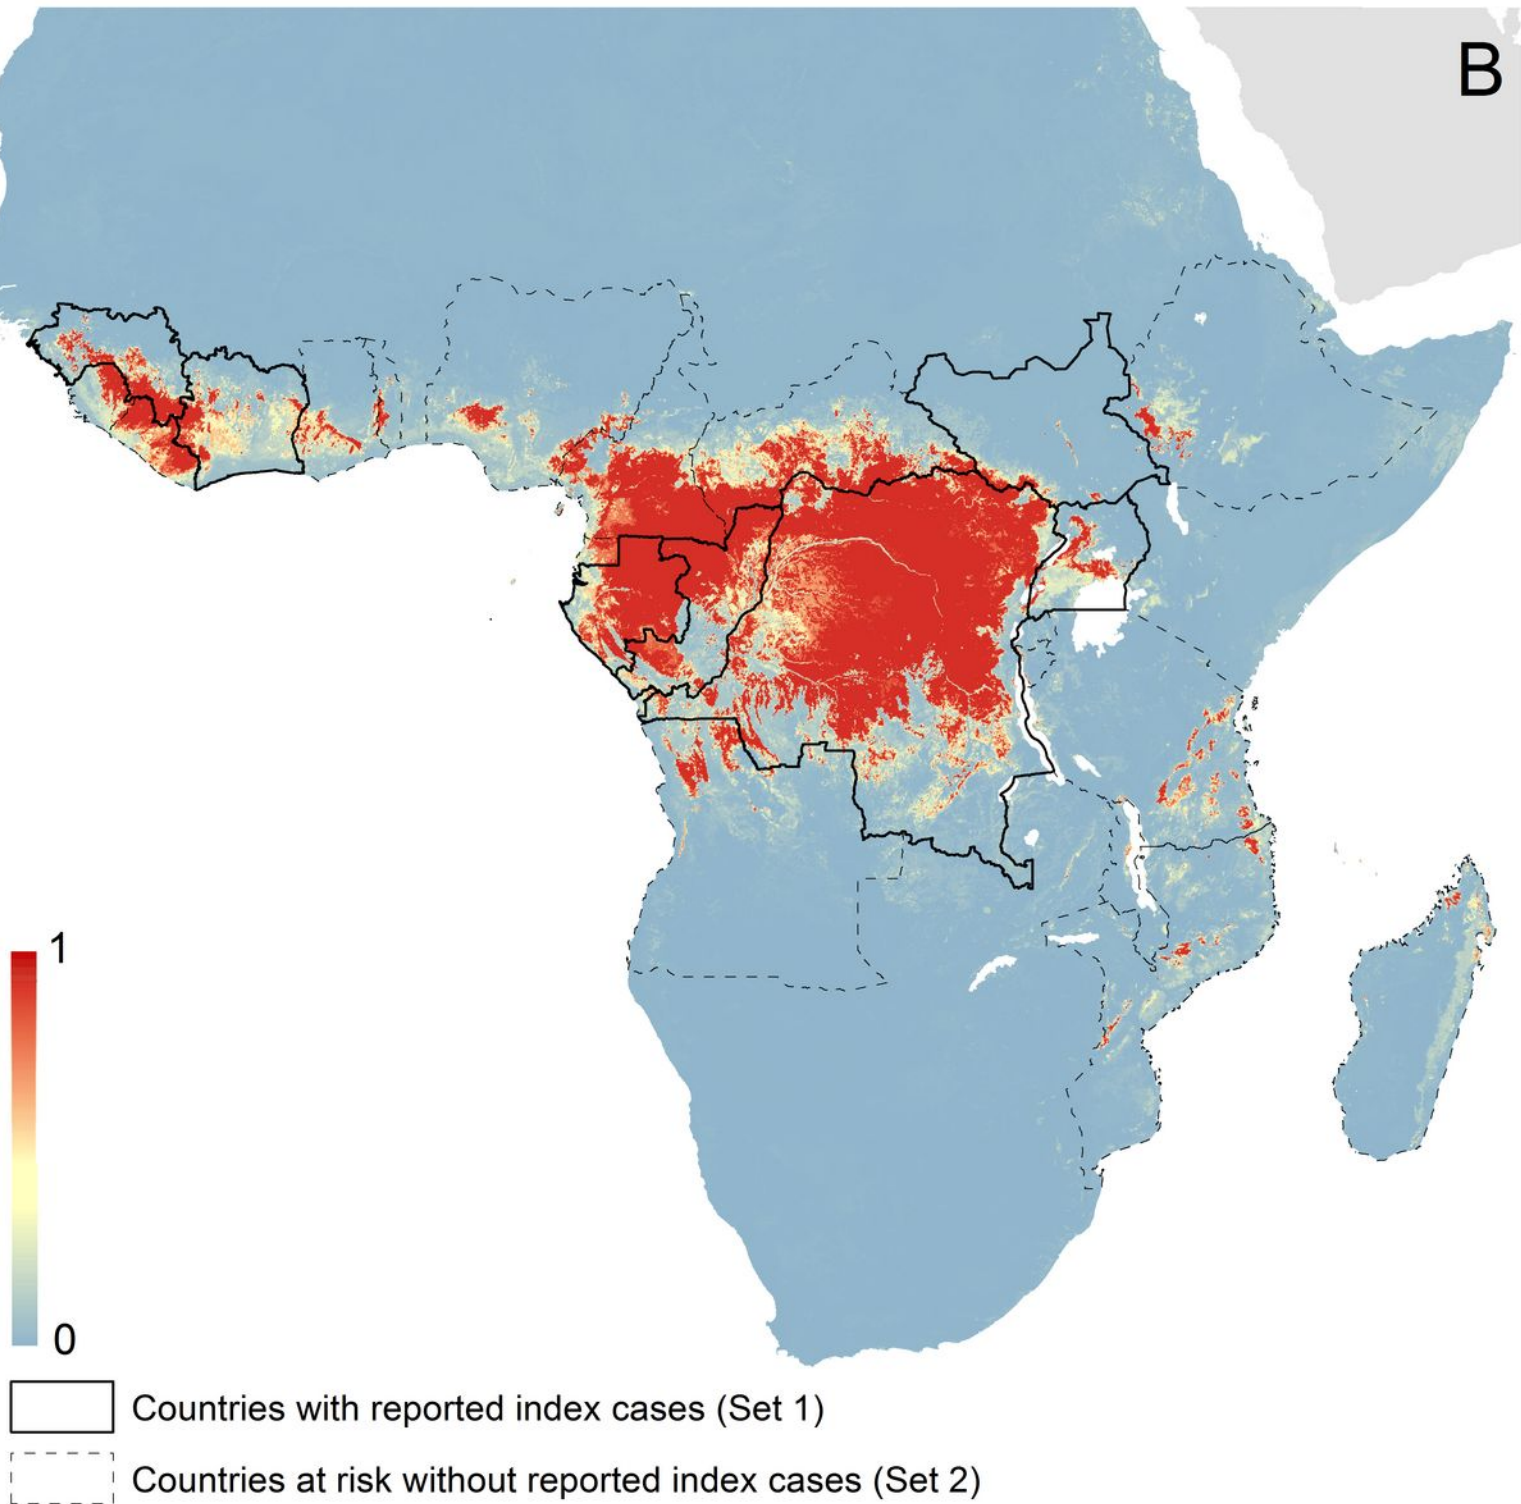 B
1
0
Countries with reported index cases (Set 1)
Countries at risk without reported index cases (Set 2)